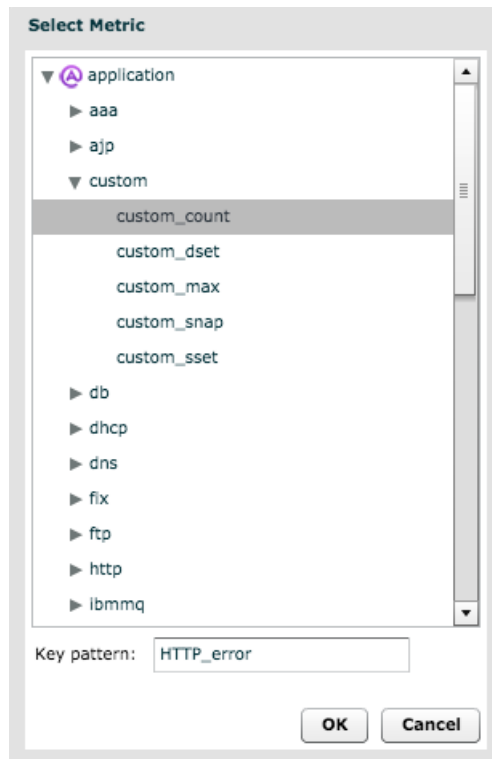 Select Metric
application
aaa
ajp
custom
custom_count
custom_dset
custom_max
custom_snap
custom_sset
db
dhcp
dns
fix
ftp
http
ibmmq
Key pattern: HTTP_error
OK Cancel